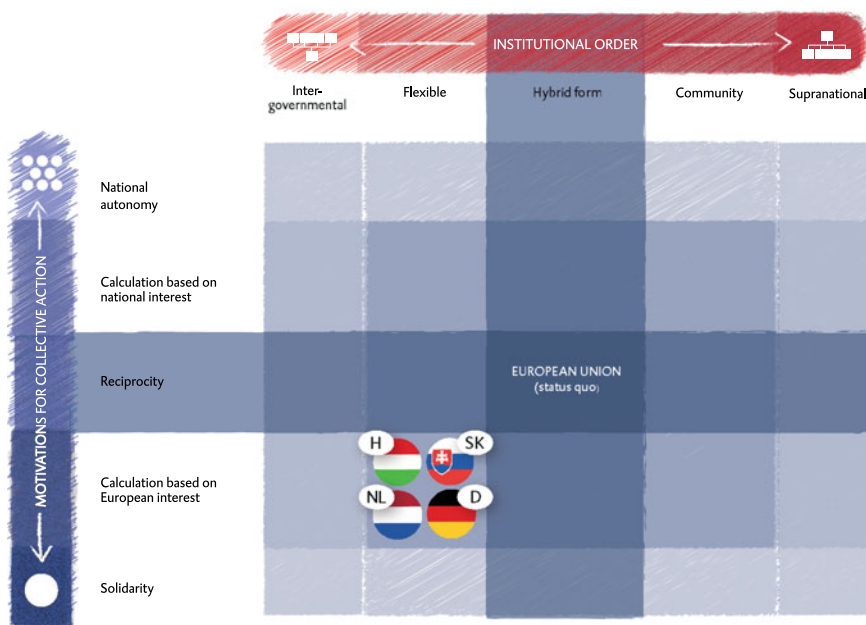 INSTITUTIONAL ORDER
Inter-
governmental
Flexible
Hybrid form
Community
Supranational
MOTIVATIONS FOR COLLECTIVE ACTION
National
autonomy
Calculation based on
national interest
Reciprocity
EUROPEAN UNION
(status quo)
H
SK
Calculation based on
European interest
NL
D
Solidarity